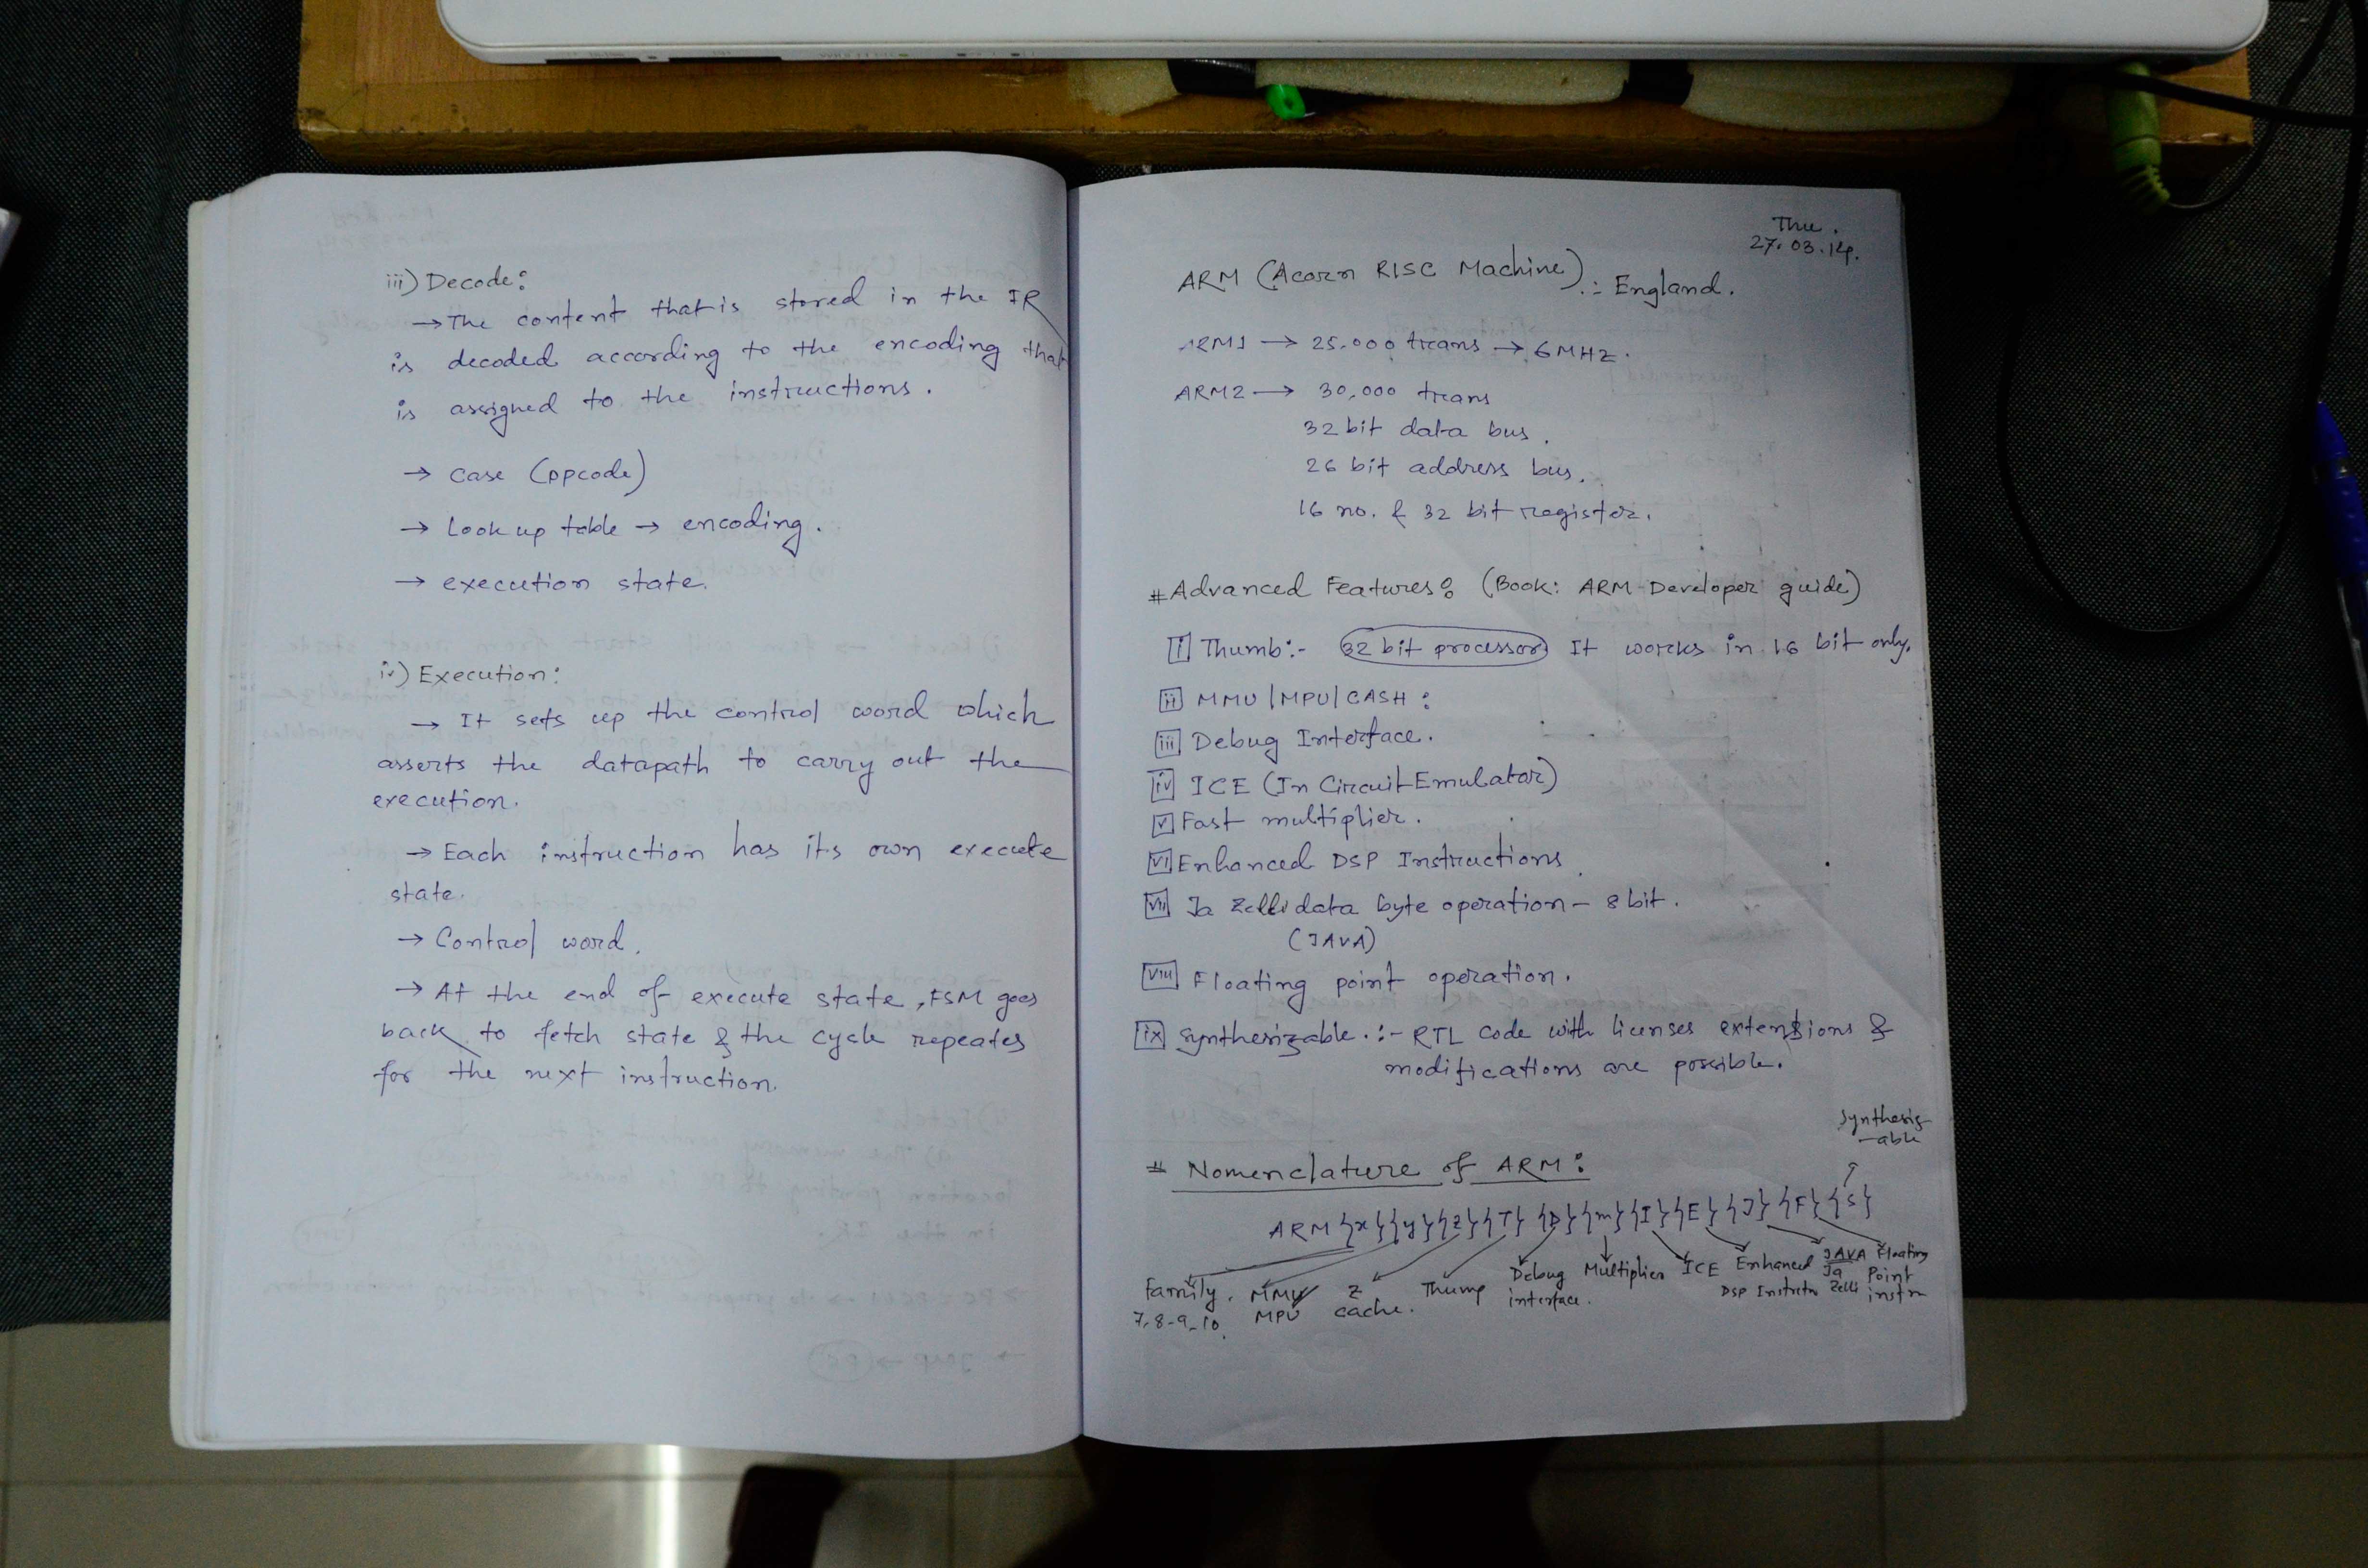 iii) Decode:
→ The content that is stored in the IR
is decoded according to the encoding that
is assigned to the instructions.
→ case (opcode)
→ Look up table → encoding.
→ execution state.
iv) Execution:
→ It sets up the control word which
asserts the datapath to carry out the
execution.
→ Each instruction has its own execute
state.
→ Control word.
→ At the end of execute state, FSM goes
back to fetch state & the cycle repeats
for the next instruction.
Thu.
27.03.14.
ARM (Acorn RISC Machine).: England.
ARM1 → 25,000 trans → 6MHZ.
ARM2 → 30,000 trans
32 bit data bus.
26 bit address bus.
16 no. & 32 bit register.
# Advanced Features: (Book: ARM-Developer guide)
i Thumb:- 32 bit processor It works in 16 bit only.
ii MMU/MPU/CASH:
iii Debug Interface.
iv ICE (In Circuit Emulator)
v Fast multiplier.
vi Enhanced DSP Instructions
vii Ja Zelli data byte operation - 8 bit.
(JAVA)
viii Floating point operation.
ix Synthesizable.:- RTL code with licenses extensions &
modifications are possible.
Synthesiz-
-able
# Nomenclature of ARM:
ARM {x}{y}{z}{T}{D}{m}{I}{E}{J}{F}{S}
Family. MMU Z Thump Debug Multiplier ICE Enhanced JAVA Floating
7,8-9-10. MPU cache. interface. DSP Instrctn Ja Zelli Point instrn